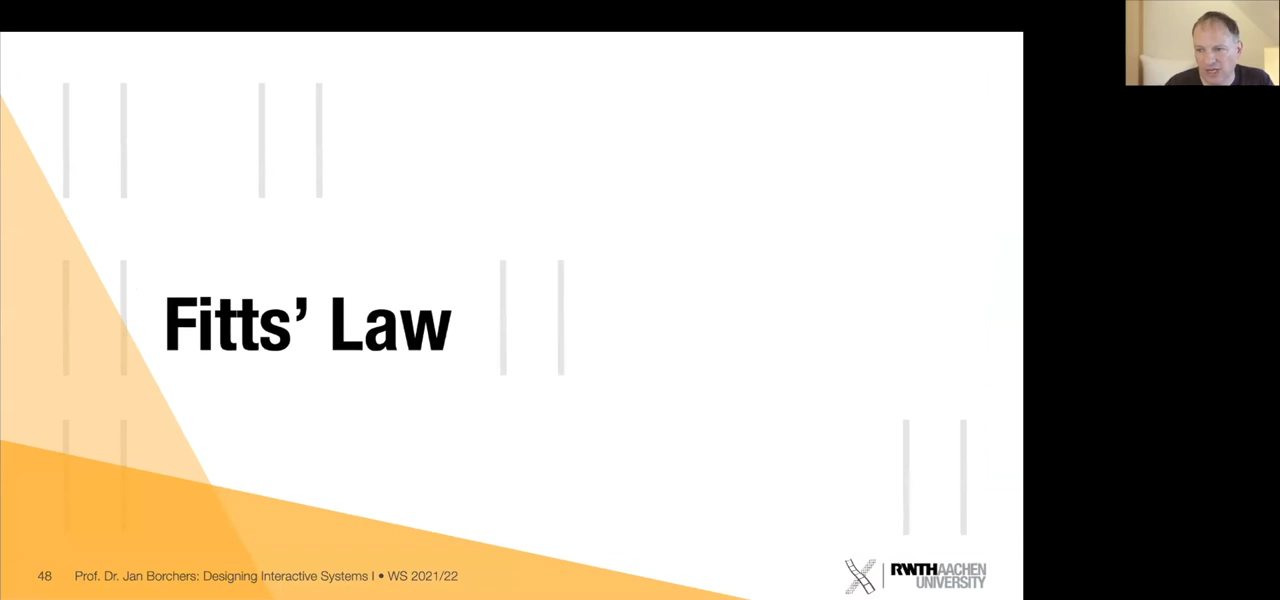 Fitts’ Law
48 Prof. Dr. Jan Borchers: Designing Interactive Systems I • WS 2021/22
RWTHAACHEN
UNIVERSITY